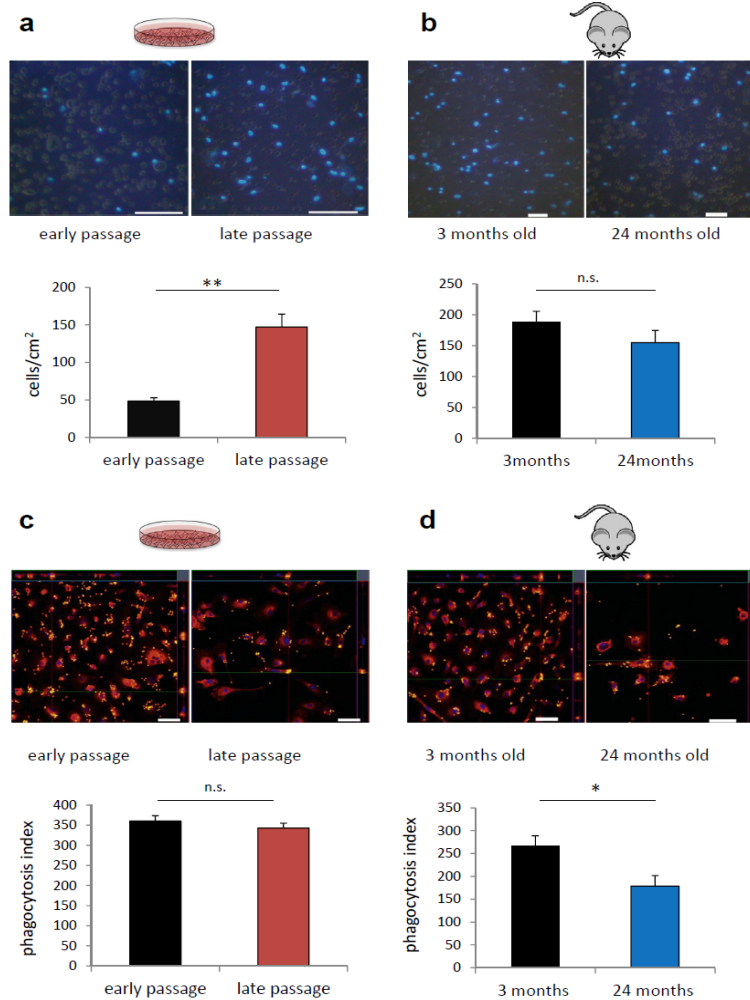 a
b
early passage
late passage
3 months old
24 months old
**
200
150
100
50
0
cells/cm²
early passage
late passage
n.s.
250
200
150
100
50
0
cells/cm²
3months
24months
c
d
early passage
late passage
3 months old
24 months old
n.s.
400
350
300
250
200
150
100
50
0
phagocytosis index
early passage
late passage
*
350
300
250
200
150
100
50
0
phagocytosis index
3 months
24 months